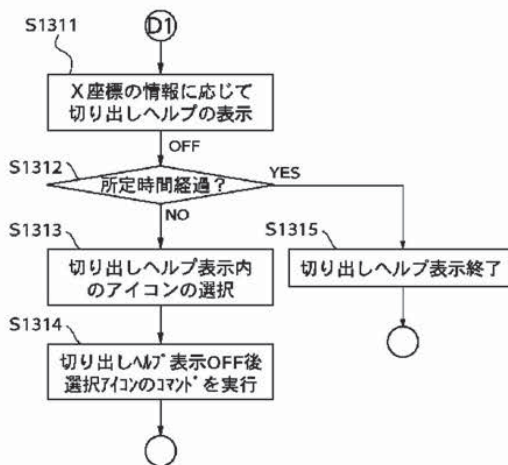 D1
S1311
X座標の情報に応じて
切り出しヘルプの表示
OFF
S1312
所定時間経過？
YES
NO
S1313
切り出しヘルプ表示内
のアイコンの選択
S1315
切り出しヘルプ表示終了
S1314
切り出しﾍﾙﾌﾟ表示OFF後
選択ｱｲｺﾝのｺﾏﾝﾄﾞを実行